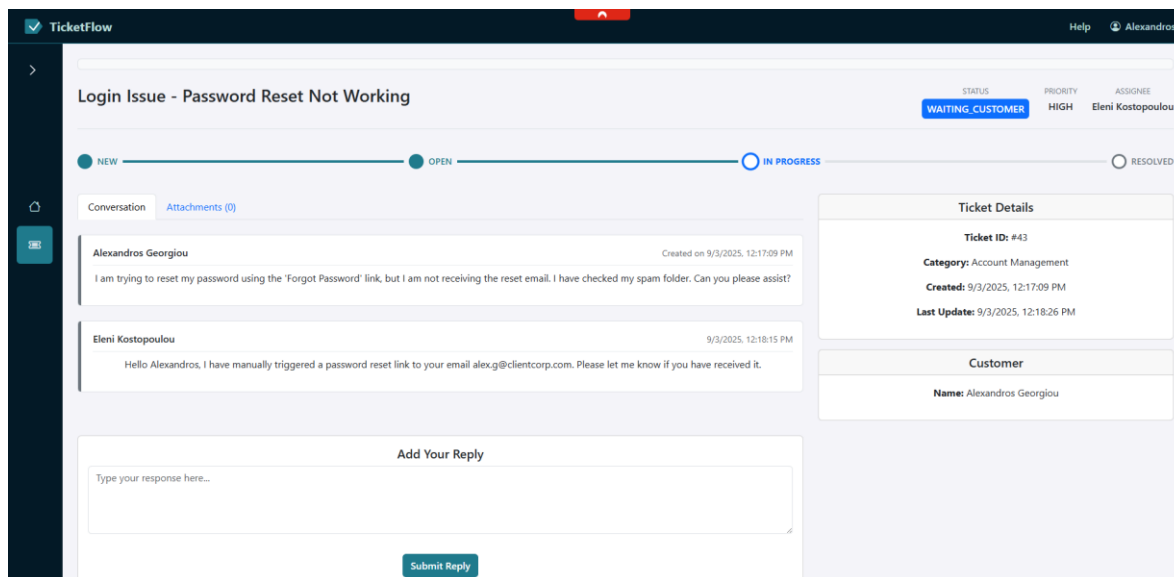 TicketFlow
Help
Alexandros
Login Issue - Password Reset Not Working
STATUS
WAITING_CUSTOMER
PRIORITY
HIGH
ASSIGNEE
Eleni Kostopoulou
NEW
OPEN
IN PROGRESS
RESOLVED
Conversation
Attachments (0)
Alexandros Georgiou
Created on 9/3/2025, 12:17:09 PM
I am trying to reset my password using the 'Forgot Password' link, but I am not receiving the reset email. I have checked my spam folder. Can you please assist?
Eleni Kostopoulou
9/3/2025, 12:18:15 PM
Hello Alexandros, I have manually triggered a password reset link to your email alex.g@clientcorp.com. Please let me know if you have received it.
Add Your Reply
Type your response here...
Submit Reply
Ticket Details
Ticket ID: #43
Category: Account Management
Created: 9/3/2025, 12:17:09 PM
Last Update: 9/3/2025, 12:18:26 PM
Customer
Name: Alexandros Georgiou